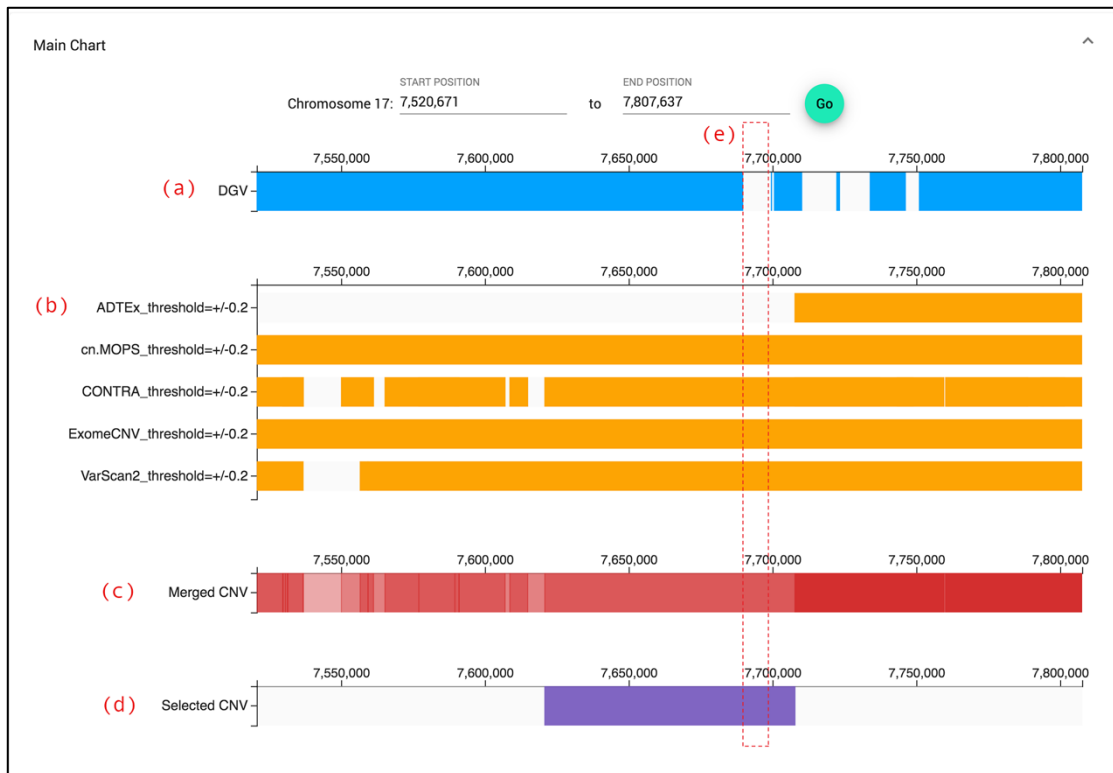 Main Chart
START POSITION
END POSITION
Chromosome 17: 7,520,671 to 7,807,637 Go
(e)
7,550,000 7,600,000 7,650,000 7,700,000 7,750,000 7,800,000
(a) DGV
7,550,000 7,600,000 7,650,000 7,700,000 7,750,000 7,800,000
(b) ADTEx_threshold=+/-0.2
cn.MOPS_threshold=+/-0.2
CONTRA_threshold=+/-0.2
ExomeCNV_threshold=+/-0.2
VarScan2_threshold=+/-0.2
7,550,000 7,600,000 7,650,000 7,700,000 7,750,000 7,800,000
(c) Merged CNV
7,550,000 7,600,000 7,650,000 7,700,000 7,750,000 7,800,000
(d) Selected CNV